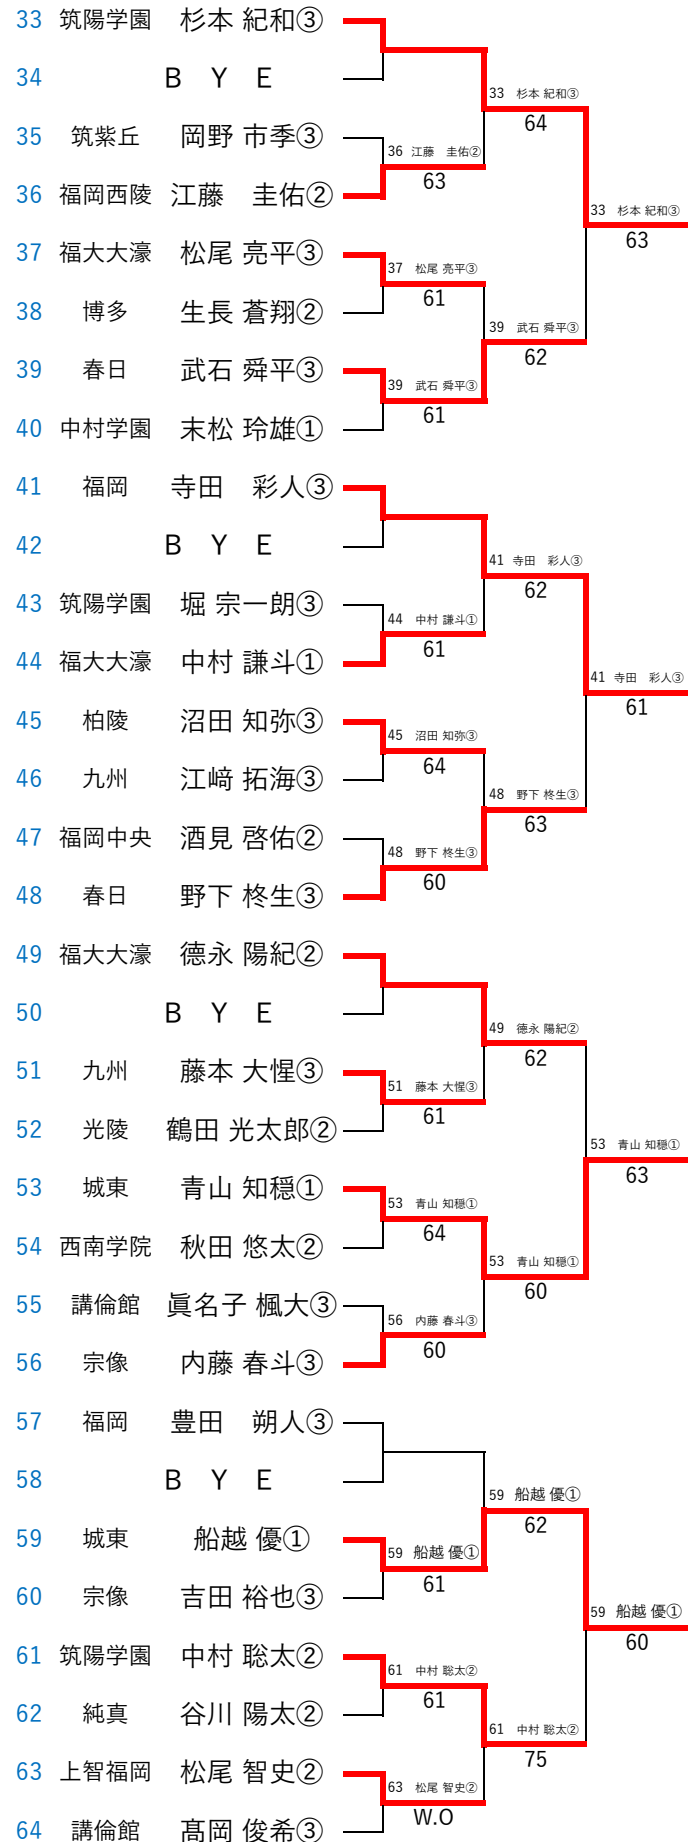 33 筑陽学園 杉本 紀和③
34 B Y E
33 杉本 紀和③
64
35 筑紫丘 岡野 市季③
36 江藤 圭佑②
63
36 福岡西陵 江藤 圭佑②
33 杉本 紀和③
63
37 福大大濠 松尾 亮平③
37 松尾 亮平③
61
38 博多 生長 蒼翔②
39 武石 舜平③
62
39 春日 武石 舜平③
39 武石 舜平③
61
40 中村学園 末松 玲雄①
41 福岡 寺田 彩人③
42 B Y E
41 寺田 彩人③
62
43 筑陽学園 堀 宗一朗③
44 中村 謙斗①
61
44 福大大濠 中村 謙斗①
41 寺田 彩人③
61
45 柏陵 沼田 知弥③
45 沼田 知弥③
64
46 九州 江﨑 拓海③
48 野下 柊生③
63
47 福岡中央 酒見 啓佑②
48 野下 柊生③
60
48 春日 野下 柊生③
49 福大大濠 德永 陽紀②
50 B Y E
49 德永 陽紀②
62
51 九州 藤本 大惺③
51 藤本 大惺③
61
52 光陵 鶴田 光太郎②
53 青山 知穏①
63
53 城東 青山 知穏①
53 青山 知穏①
64
54 西南学院 秋田 悠太②
53 青山 知穏①
60
55 講倫館 眞名子 楓大③
56 内藤 春斗③
60
56 宗像 内藤 春斗③
57 福岡 豊田 朔人③
58 B Y E
59 船越 優①
62
59 城東 船越 優①
59 船越 優①
61
60 宗像 吉田 裕也③
59 船越 優①
60
61 筑陽学園 中村 聡太②
61 中村 聡太②
61
62 純真 谷川 陽太②
61 中村 聡太②
75
63 上智福岡 松尾 智史②
63 松尾 智史②
W.O
64 講倫館 髙岡 俊希③